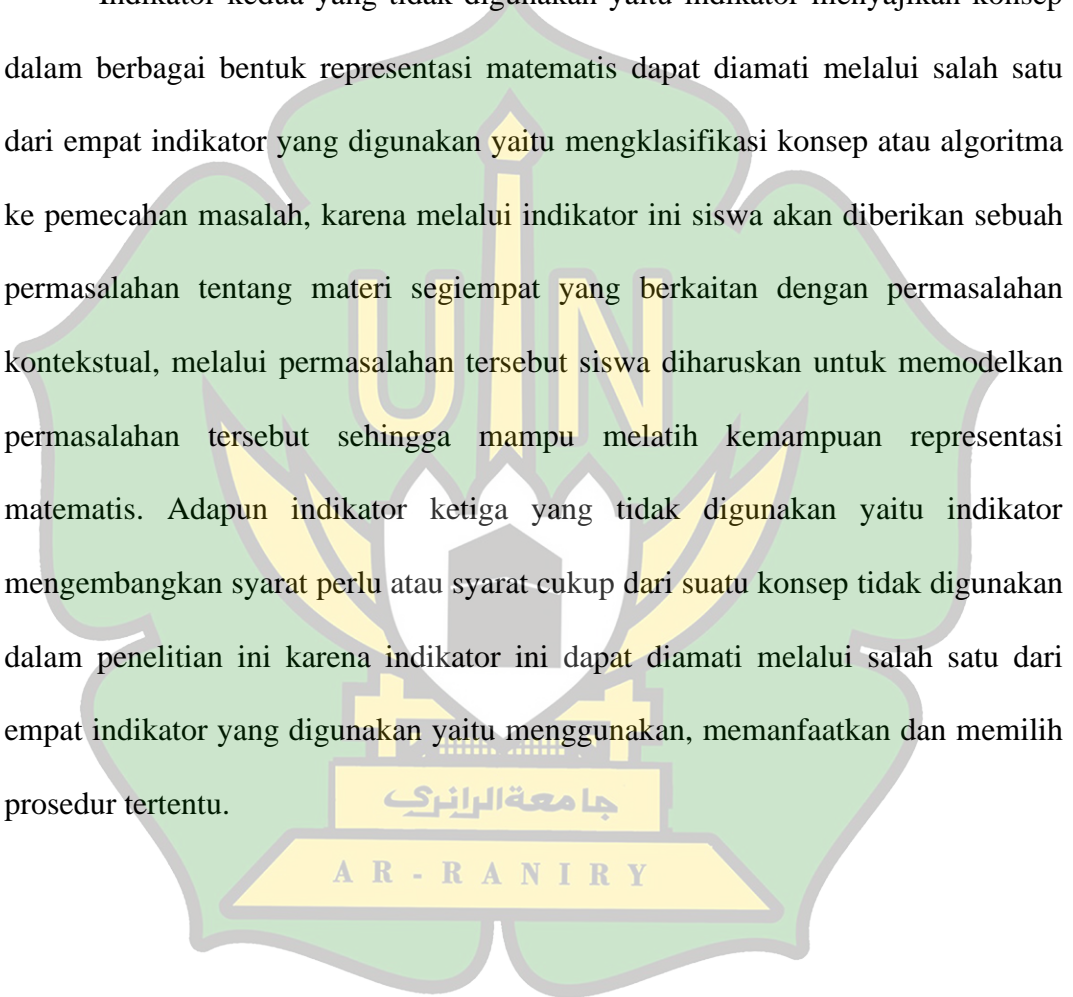 Indikator kedua yang tidak digunakan yaitu indikator menyajikan konsep
dalam berbagai bentuk representasi matematis dapat diamati melalui salah satu
dari empat indikator yang digunakan yaitu mengklasifikasi konsep atau algoritma
ke pemecahan masalah, karena melalui indikator ini siswa akan diberikan sebuah
permasalahan tentang materi segiempat yang berkaitan dengan permasalahan
kontekstual, melalui permasalahan tersebut siswa diharuskan untuk memodelkan
permasalahan tersebut sehingga mampu melatih kemampuan representasi
matematis. Adapun indikator ketiga yang tidak digunakan yaitu indikator
mengembangkan syarat perlu atau syarat cukup dari suatu konsep tidak digunakan
dalam penelitian ini karena indikator ini dapat diamati melalui salah satu dari
empat indikator yang digunakan yaitu menggunakan, memanfaatkan dan memilih
prosedur tertentu.
UIN
جامعة الرانري
AR-RANIRY